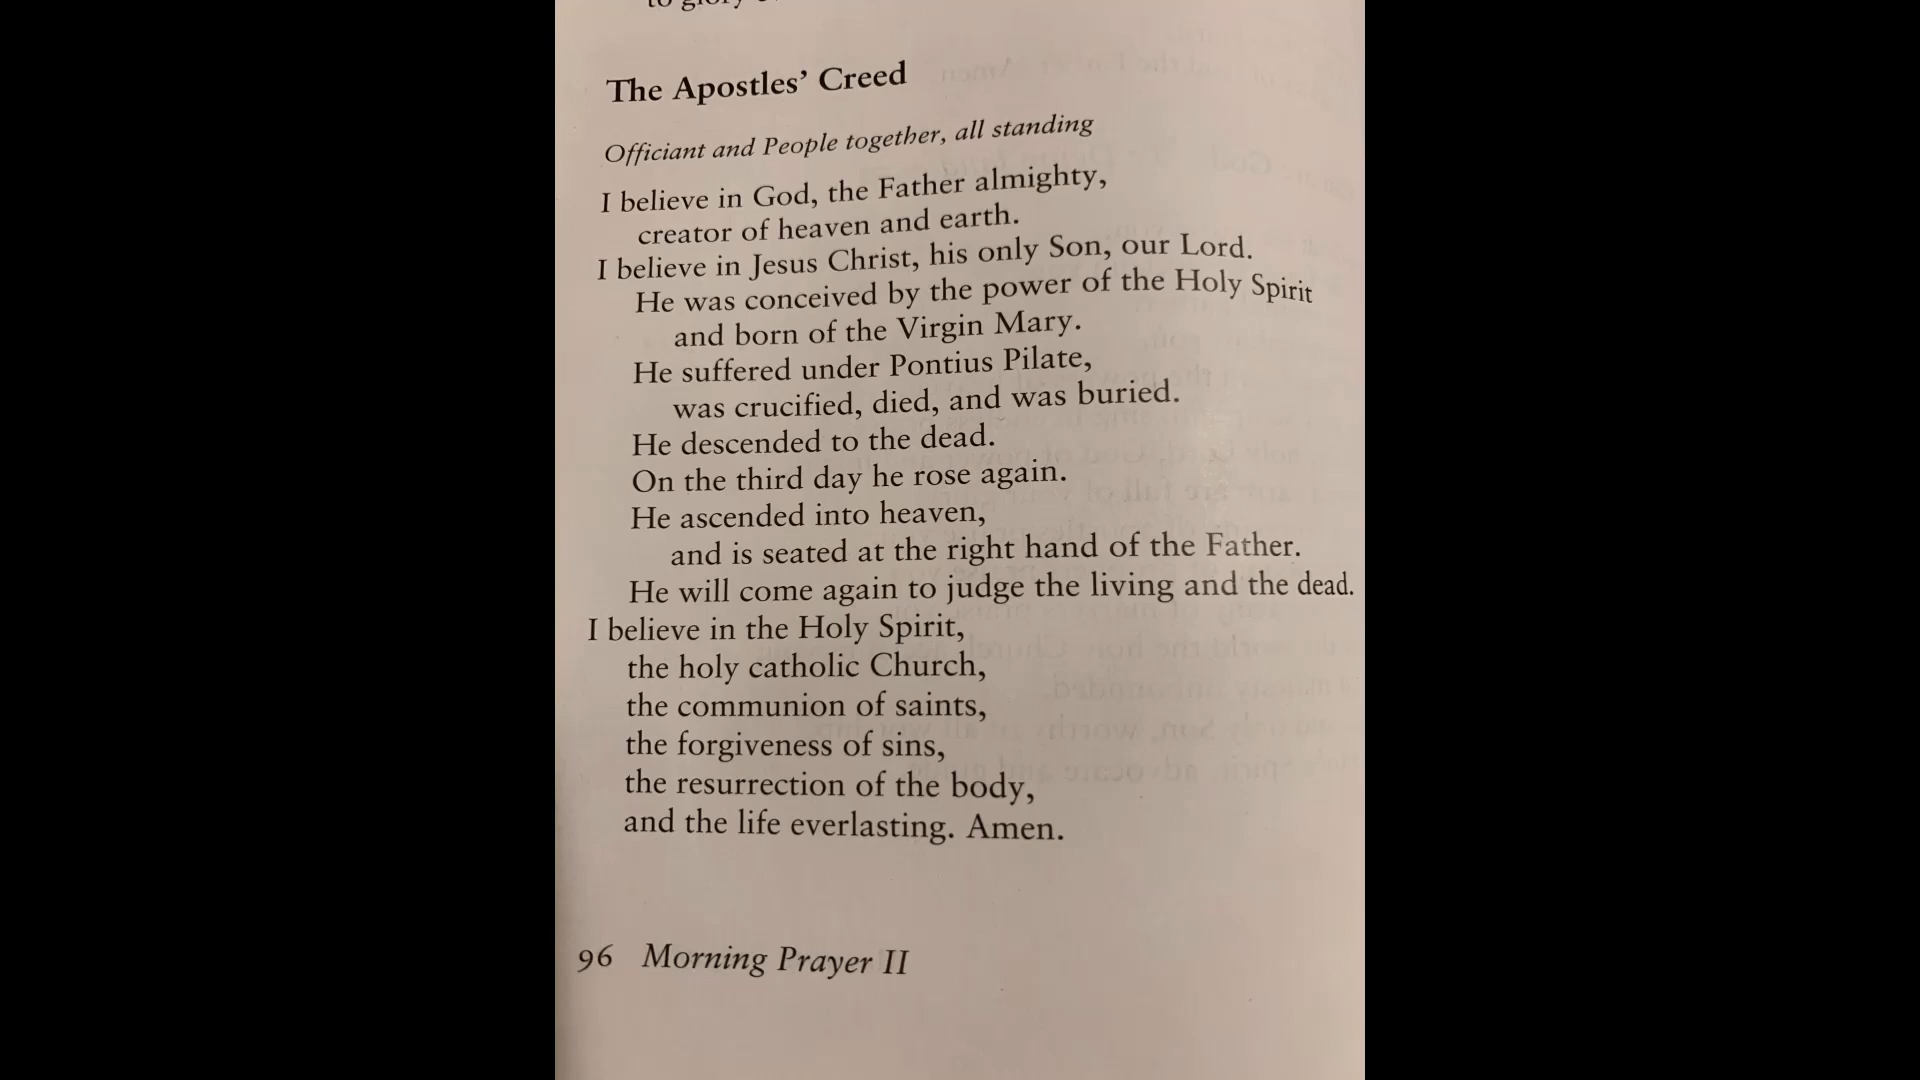 to glory
The Apostles’ Creed
Officiant and People together, all standing
I believe in God, the Father almighty,
creator of heaven and earth.
I believe in Jesus Christ, his only Son, our Lord.
He was conceived by the power of the Holy Spirit
and born of the Virgin Mary.
He suffered under Pontius Pilate,
was crucified, died, and was buried.
He descended to the dead.
On the third day he rose again.
He ascended into heaven,
and is seated at the right hand of the Father.
He will come again to judge the living and the dead.
I believe in the Holy Spirit,
the holy catholic Church,
the communion of saints,
the forgiveness of sins,
the resurrection of the body,
and the life everlasting. Amen.
96 Morning Prayer II